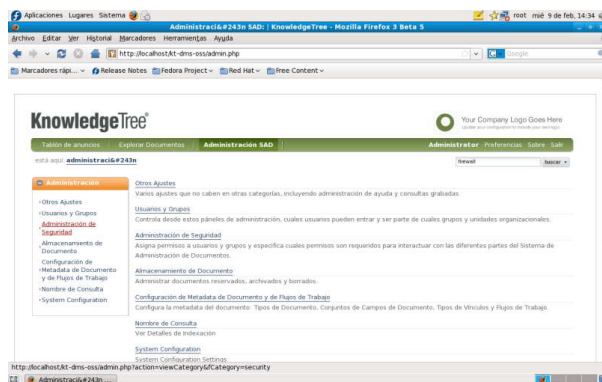 Aplicaciones Lugares Sistema root mié 9 de feb, 14:34
Administraci&#243n SAD: | KnowledgeTree - Mozilla Firefox 3 Beta 5
Archivo Editar Ver Historial Marcadores Herramientas Ayuda
http://localhost/kt-dms-oss/admin.php Google
Marcadores rápi... Release Notes Fedora Project Red Hat Free Content
KnowledgeTree
Your Company Logo Goes Here
Tablón de anuncios Explorar Documentos Administración SAD Administrator Preferencias Sobre Salir
está aquí: administraci&#243n firewall buscar
Administración
Otros Ajustes
Usuarios y Grupos
Administración de
Seguridad
Almacenamiento de
Documento
Configuración de
Metadata de Documento
y de Flujos de Trabajo
Nombre de Consulta
System Configuration
Otros Ajustes
Varios ajustes que no caben en otras categorías, incluyendo administración de ayuda y consultas grabadas.
Usuarios y Grupos
Controla desde estos páneles de administración, cuales usuarios pueden entrar y ser parte de cuales grupos y unidades organizacionales.
Administración de Seguridad
Asigna permisos a usuarios y grupos y especifica cuales permisos son requeridos para interactuar con las diferentes partes del Sistema de
Administración de Documentos.
Almacenamiento de Documento
Administrar documentos reservados, archivados y borrados.
Configuración de Metadata de Documento y de Flujos de Trabajo
Configura la metadata del documento: Tipos de Documento, Conjuntos de Campos de Documento, Tipos de Vínculos y Flujos de Trabajo.
Nombre de Consulta
Ver Detalles de Indexación
System Configuration
System Configuration Settings
http://localhost/kt-dms-oss/admin.php?action=viewCategory&fCategory=security
Administraci&#243n ...